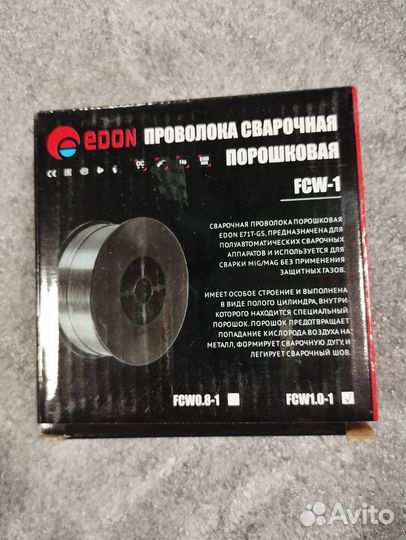 EDON ПРОВОЛОКА СВАРОЧНАЯ
ПОРОШКОВАЯ
FCW-1
DC
СВАРОЧНАЯ ПРОВОЛОКА ПОРОШКОВАЯ
EDON E71T-GS, ПРЕДНАЗНАЧЕНА ДЛЯ
ПОЛУАВТОМАТИЧЕСКИХ СВАРОЧНЫХ
АППАРАТОВ И ИСПОЛЬЗУЕТСЯ ДЛЯ
СВАРКИ MIG/MAG БЕЗ ПРИМЕНЕНИЯ
ЗАЩИТНЫХ ГАЗОВ.
ИМЕЕТ ОСОБОЕ СТРОЕНИЕ И ВЫПОЛНЕНА
В ВИДЕ ПОЛОГО ЦИЛИНДРА, ВНУТРИ
КОТОРОГО НАХОДИТСЯ СПЕЦИАЛЬНЫЙ
ПОРОШОК. ПОРОШОК ПРЕДОТВРАЩАЕТ
ПОПАДАНИЕ КИСЛОРОДА ВОЗДУХА НА
МЕТАЛЛ, ФОРМИРУЕТ СВАРОЧНУЮ ДУГУ И
ЛЕГИРУЕТ СВАРОЧНЫЙ ШОВ.
FCW0.8-1
FCW1.0-1
Avito